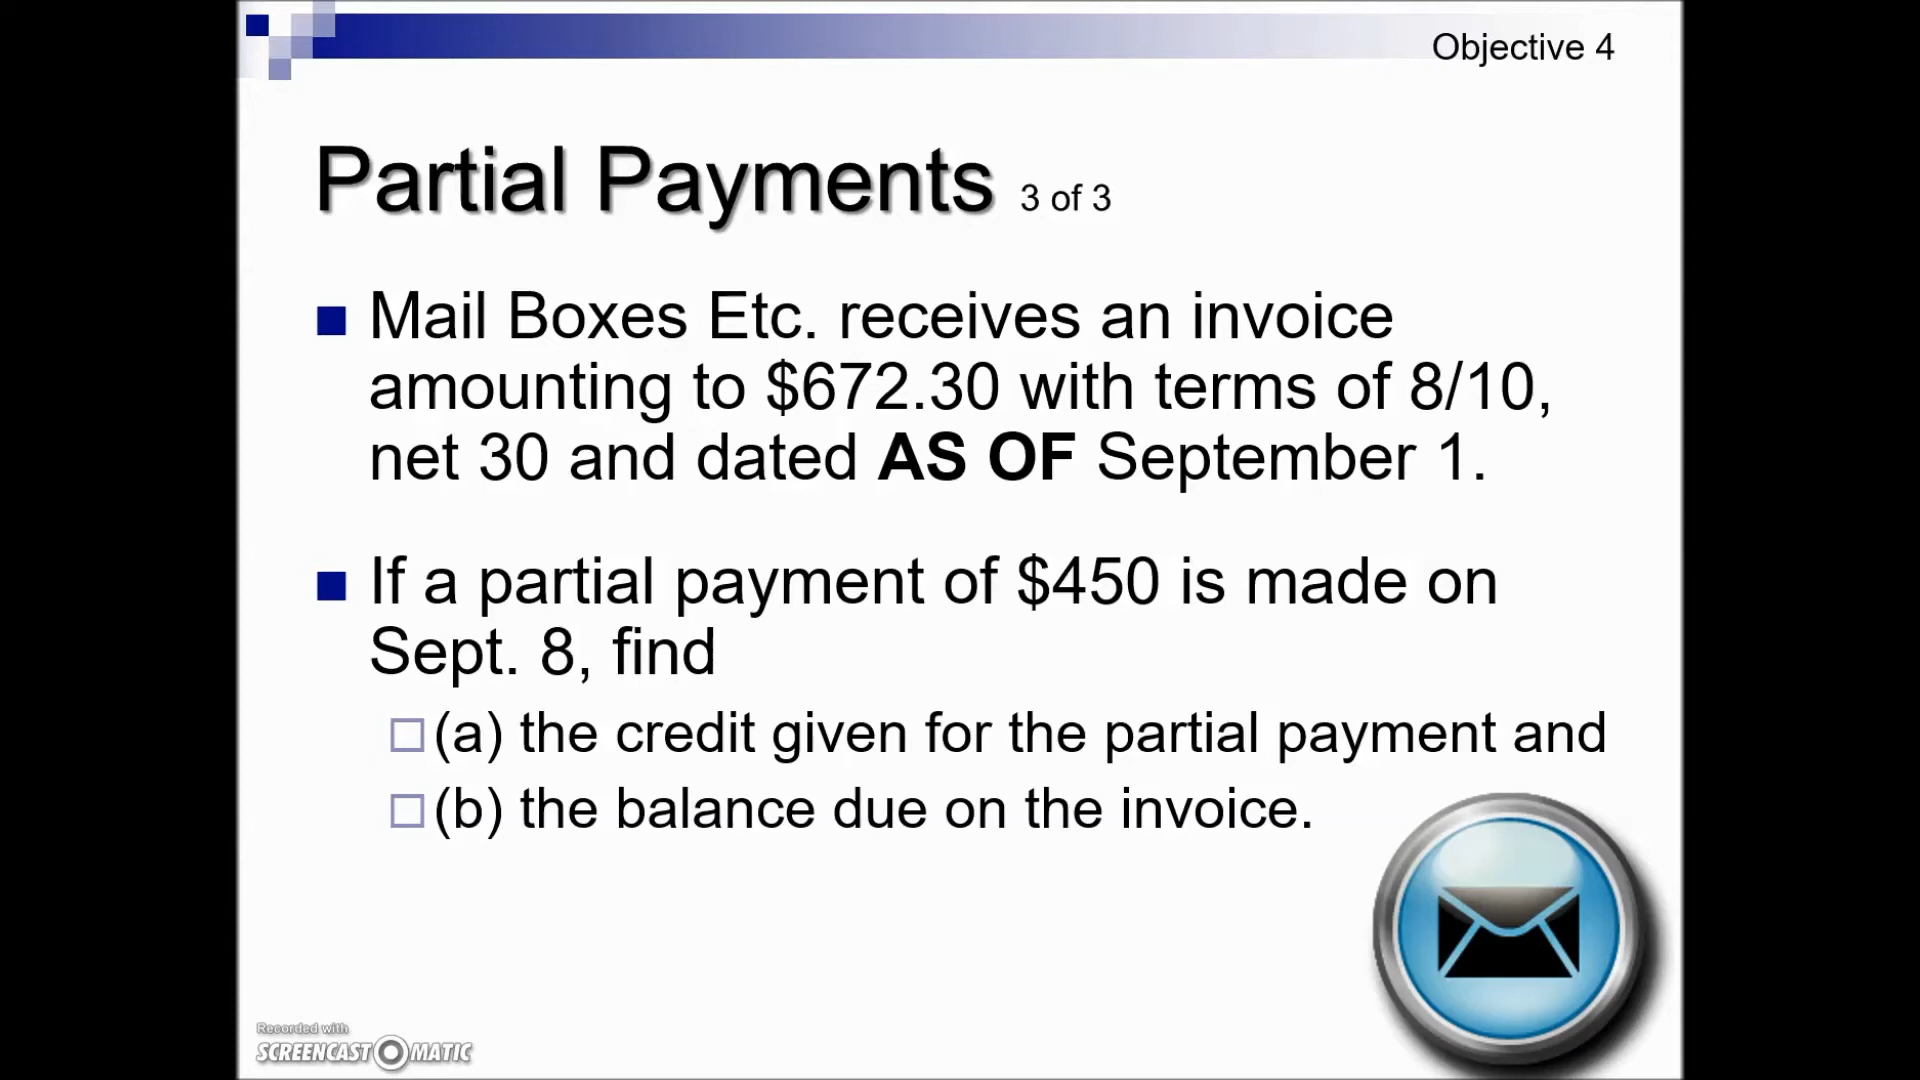 Objective 4
Partial Payments 3 of 3
Mail Boxes Etc. receives an invoice
amounting to $672.30 with terms of 8/10,
net 30 and dated AS OF September 1.
If a partial payment of $450 is made on
Sept. 8, find
(a) the credit given for the partial payment and
(b) the balance due on the invoice.
Recorded with
SCREENCAST-O-MATIC